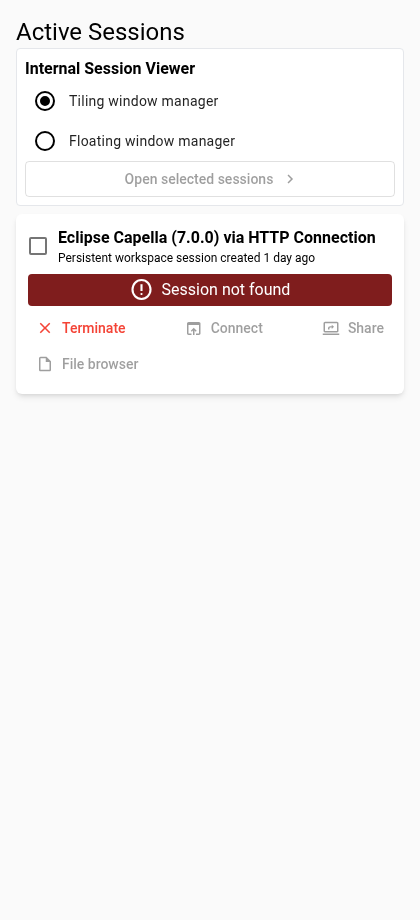 Active Sessions
Internal Session Viewer
Tiling window manager
Floating window manager
Open selected sessions
Eclipse Capella (7.0.0) via HTTP Connection
Persistent workspace session created 1 day ago
Session not found
Terminate Connect Share
File browser